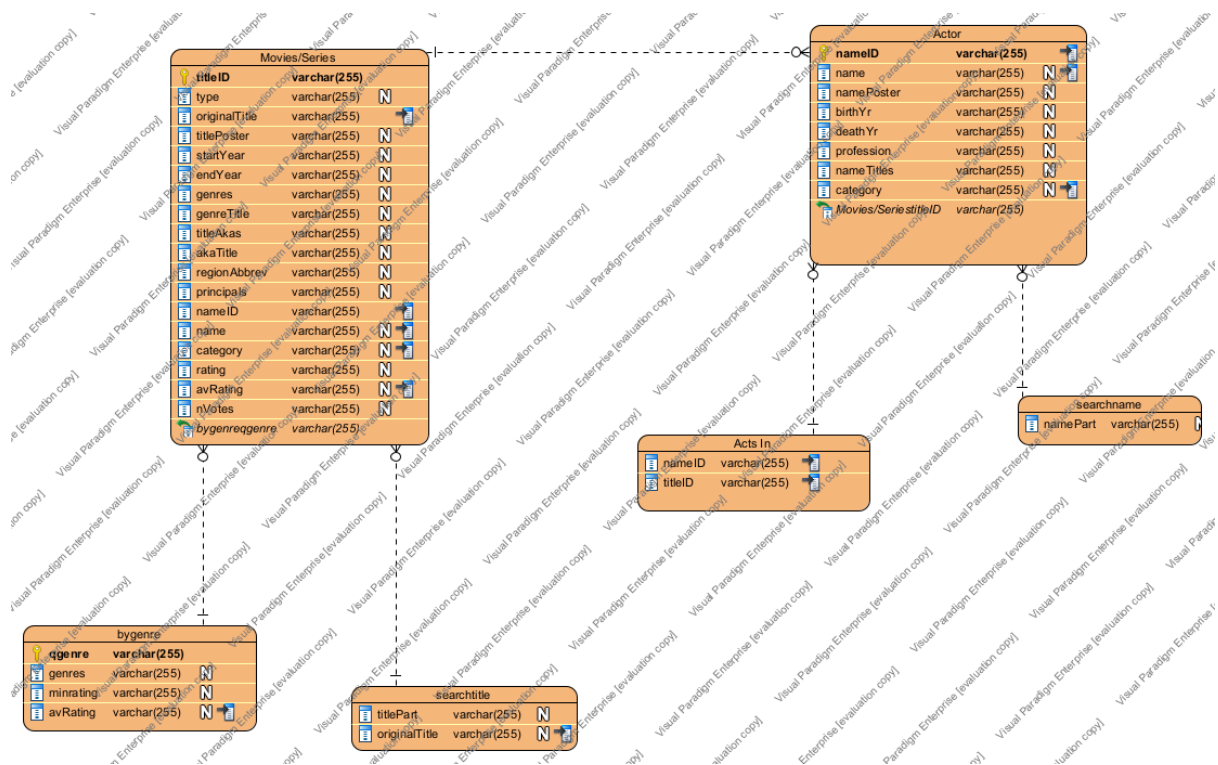 Movies/Series
titleID varchar(255)
type varchar(255) N
originalTitle varchar(255)
titlePoster varchar(255) N
startYear varchar(255) N
endYear varchar(255) N
genres varchar(255) N
genreTitle varchar(255) N
titleAkas varchar(255) N
akaTitle varchar(255) N
regionAbbrev varchar(255) N
principals varchar(255) N
nameID varchar(255)
name varchar(255) N
category varchar(255) N
rating varchar(255)
avRating varchar(255) N
nVotes varchar(255) N
bygenreqgenre varchar(255)
Actor
nameID varchar(255)
name varchar(255) N
namePoster varchar(255) N
birthYr varchar(255) N
deathYr varchar(255) N
profession varchar(255) N
nameTitles varchar(255) N
category varchar(255) N
Movies/SeriestitleID varchar(255)
searchname
namePart varchar(255) N
Acts In
nameID varchar(255)
titleID varchar(255)
bygenre
qgenre varchar(255)
genres varchar(255) N
minrating varchar(255) N
avRating varchar(255) N
searchtitle
titlePart varchar(255) N
originalTitle varchar(255) N
Visual Paradigm Enterprise [evaluation copy]